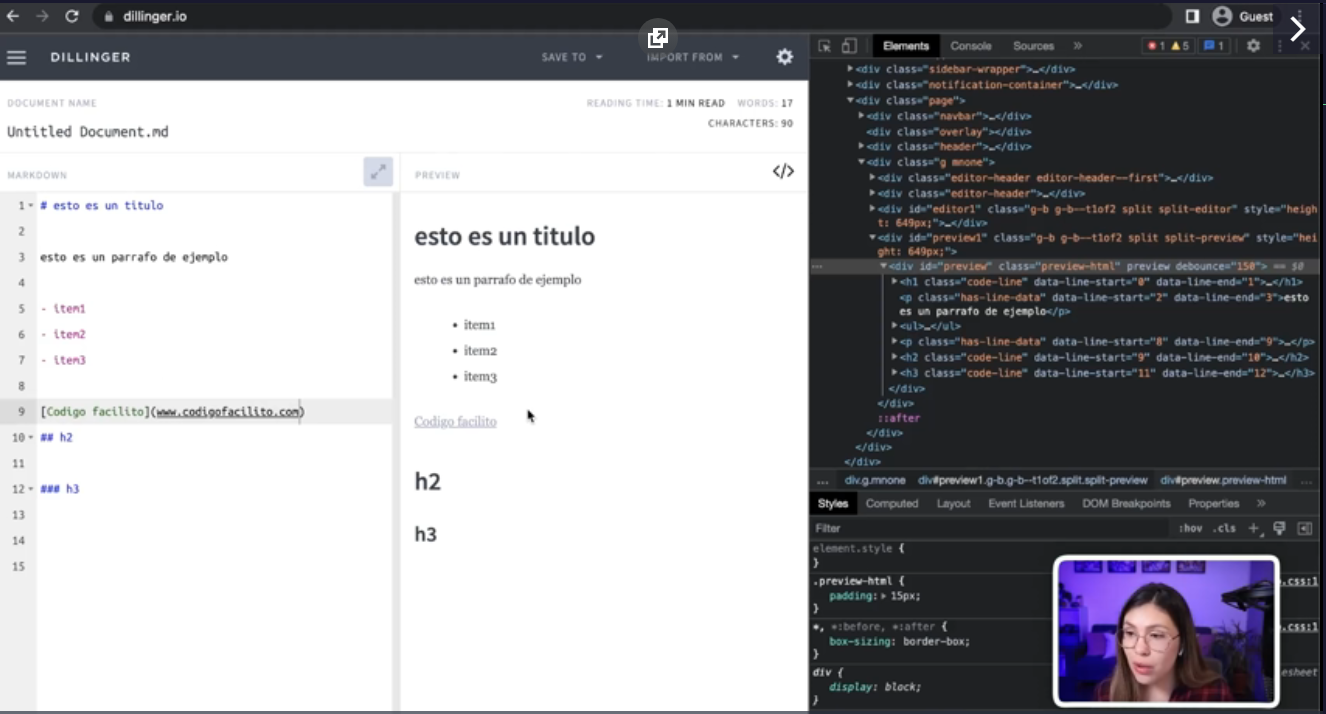 dillinger.io
Guest
DILLINGER
SAVE TO
IMPORT FROM
DOCUMENT NAME
READING TIME: 1 MIN READ WORDS: 17
Untitled Document.md
CHARACTERS: 90
MARKDOWN
PREVIEW
1 # esto es un titulo
2
3 esto es un parrafo de ejemplo
4
5 - item1
6 - item2
7 - item3
8
9 [Codigo facilito](www.codigofacilito.com)
10 ## h2
11
12 ### h3
13
14
15
esto es un titulo
esto es un parrafo de ejemplo
• item1
• item2
• item3
Codigo facilito
h2
h3
Elements Console Sources » 1 5 1
<div class="sidebar-wrapper">…</div>
<div class="notification-container">…</div>
<div class="page">
<div class="navbar">…</div>
<div class="overlay"></div>
<div class="header">…</div>
<div class="g mnone">
<div class="editor-header editor-header--first">…</div>
<div class="editor-header">…</div>
<div id="editor1" class="g-b g-b--t1of2 split split-editor" style="heigh
t: 649px;">…</div>
<div id="preview1" class="g-b g-b--t1of2 split split-preview" style="hei
ght: 649px;">
<div id="preview" class="preview-html" preview debounce="150"> == $0
<h1 class="code-line" data-line-start="0" data-line-end="1">…</h1>
<p class="has-line-data" data-line-start="2" data-line-end="3">esto
es un parrafo de ejemplo</p>
<ul>…</ul>
<p class="has-line-data" data-line-start="8" data-line-end="9">…</p>
<h2 class="code-line" data-line-start="9" data-line-end="10">…</h2>
<h3 class="code-line" data-line-start="11" data-line-end="12">…</h3>
</div>
</div>
::after
</div>
</div>
</div>
... div.g.mnone div#preview1.g-b.g-b--t1of2.split.split-preview div#preview.preview-html ...
Styles Computed Layout Event Listeners DOM Breakpoints Properties »
Filter :hov .cls +
element.style {
}
.preview-html { .css:1
padding: 15px;
}
*, *:before, *:after { .css:1
box-sizing: border-box;
}
div { esheet
display: block;
}